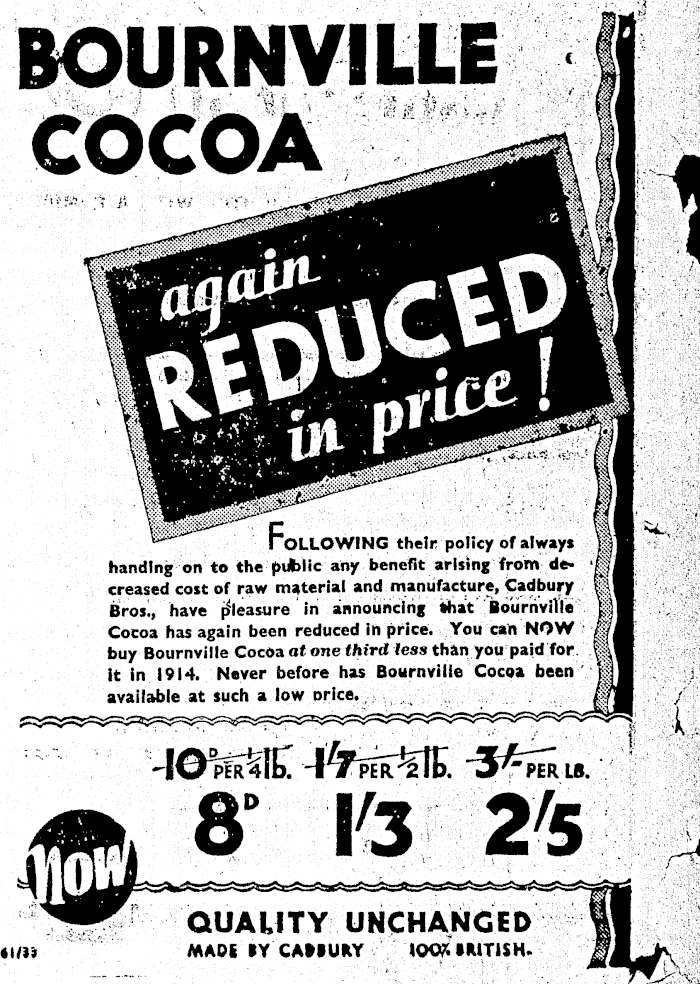 BOURNVILLE
COCOA
again
REDUCED
in price!
FOLLOWING their policy of always
handing on to the public any benefit arising from de-
creased cost of raw material and manufacture, Cadbury
Bros., have pleasure in announcing that Bournville
Cocoa has again been reduced in price. You can NOW
buy Bournville Cocoa at one third less than you paid for
it in 1914. Never before has Bournville Cocoa been
available at such a low price.
10D PER 1/4 lb. 1/7 PER 1/2 lb. 3/- PER LB.
8D 1/3 2/5
Now
QUALITY UNCHANGED
MADE BY CADBURY 100% BRITISH.
61/33